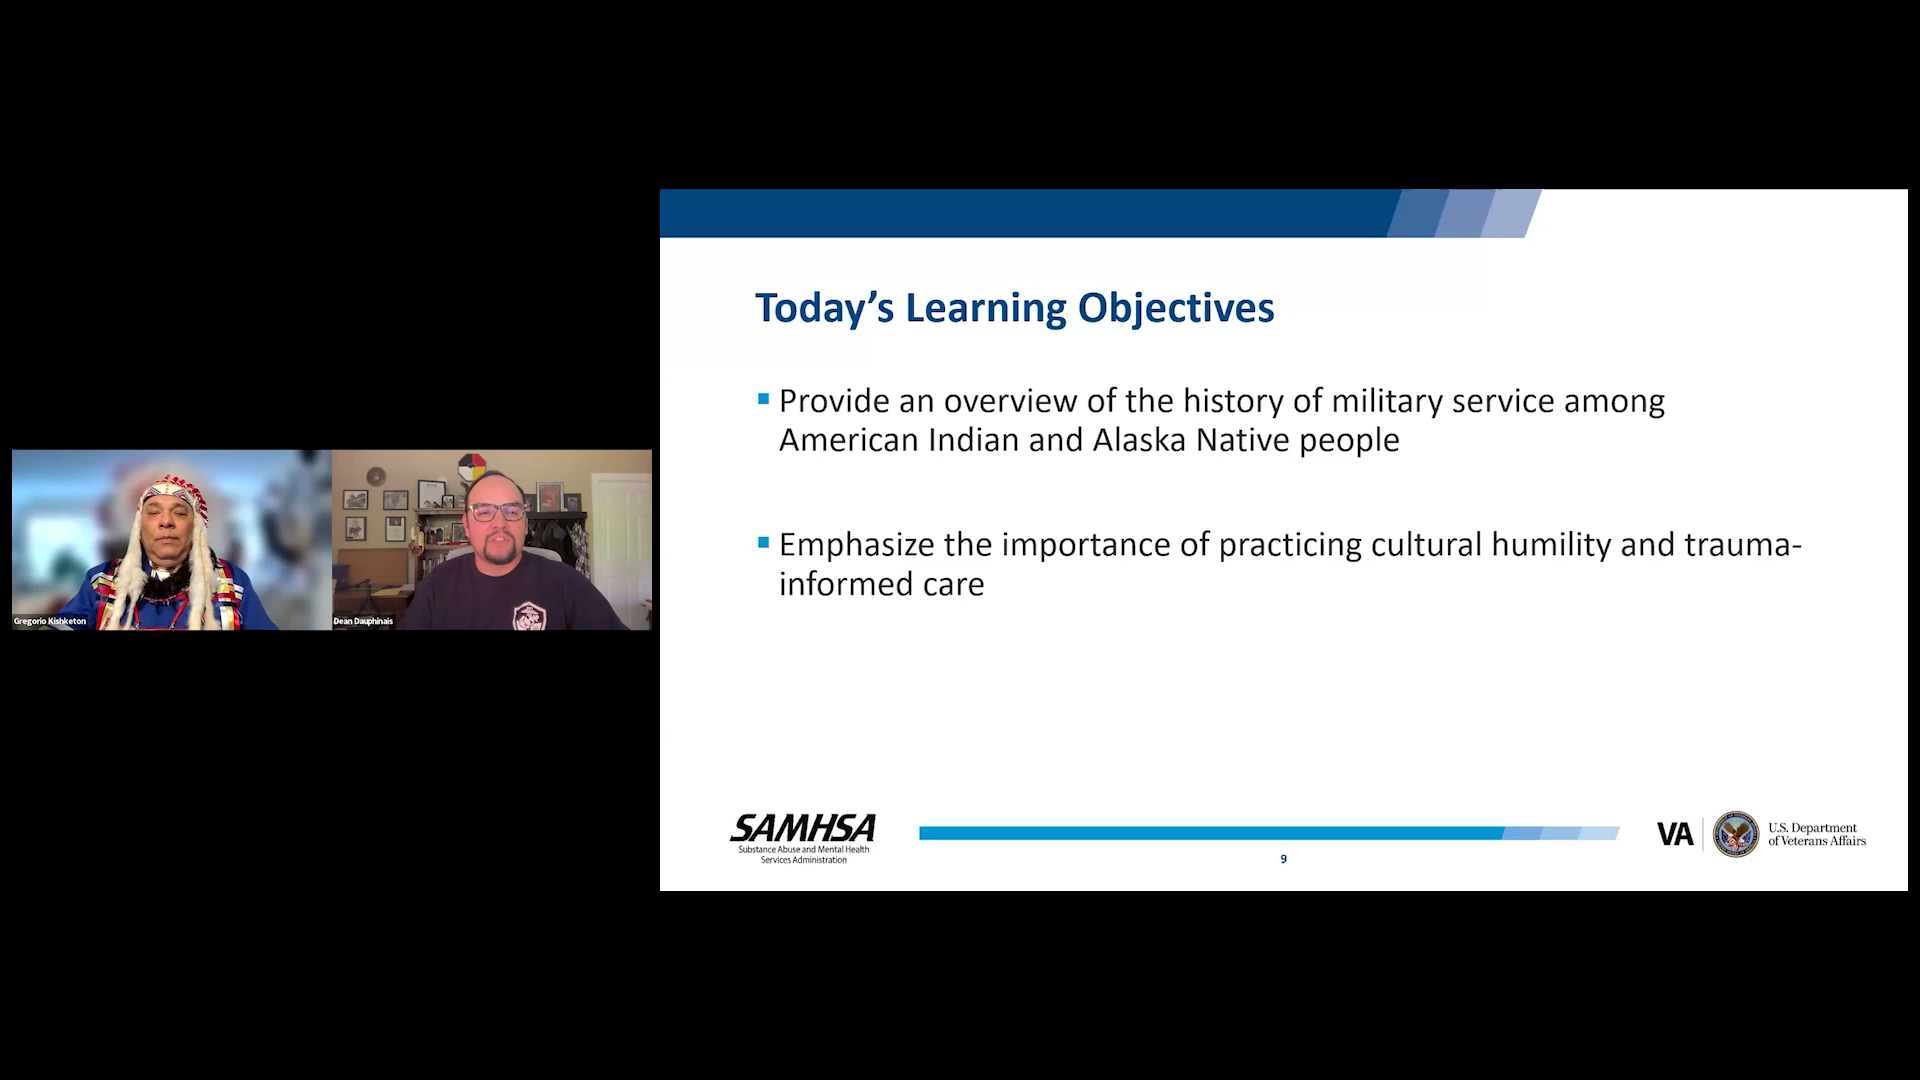 Today’s Learning Objectives
Provide an overview of the history of military service among
American Indian and Alaska Native people
Emphasize the importance of practicing cultural humility and trauma-
informed care
Gregorio Kishketon
Dean Dauphinais
SAMHSA
Substance Abuse and Mental Health
Services Administration
9
VA
U.S. Department
of Veterans Affairs